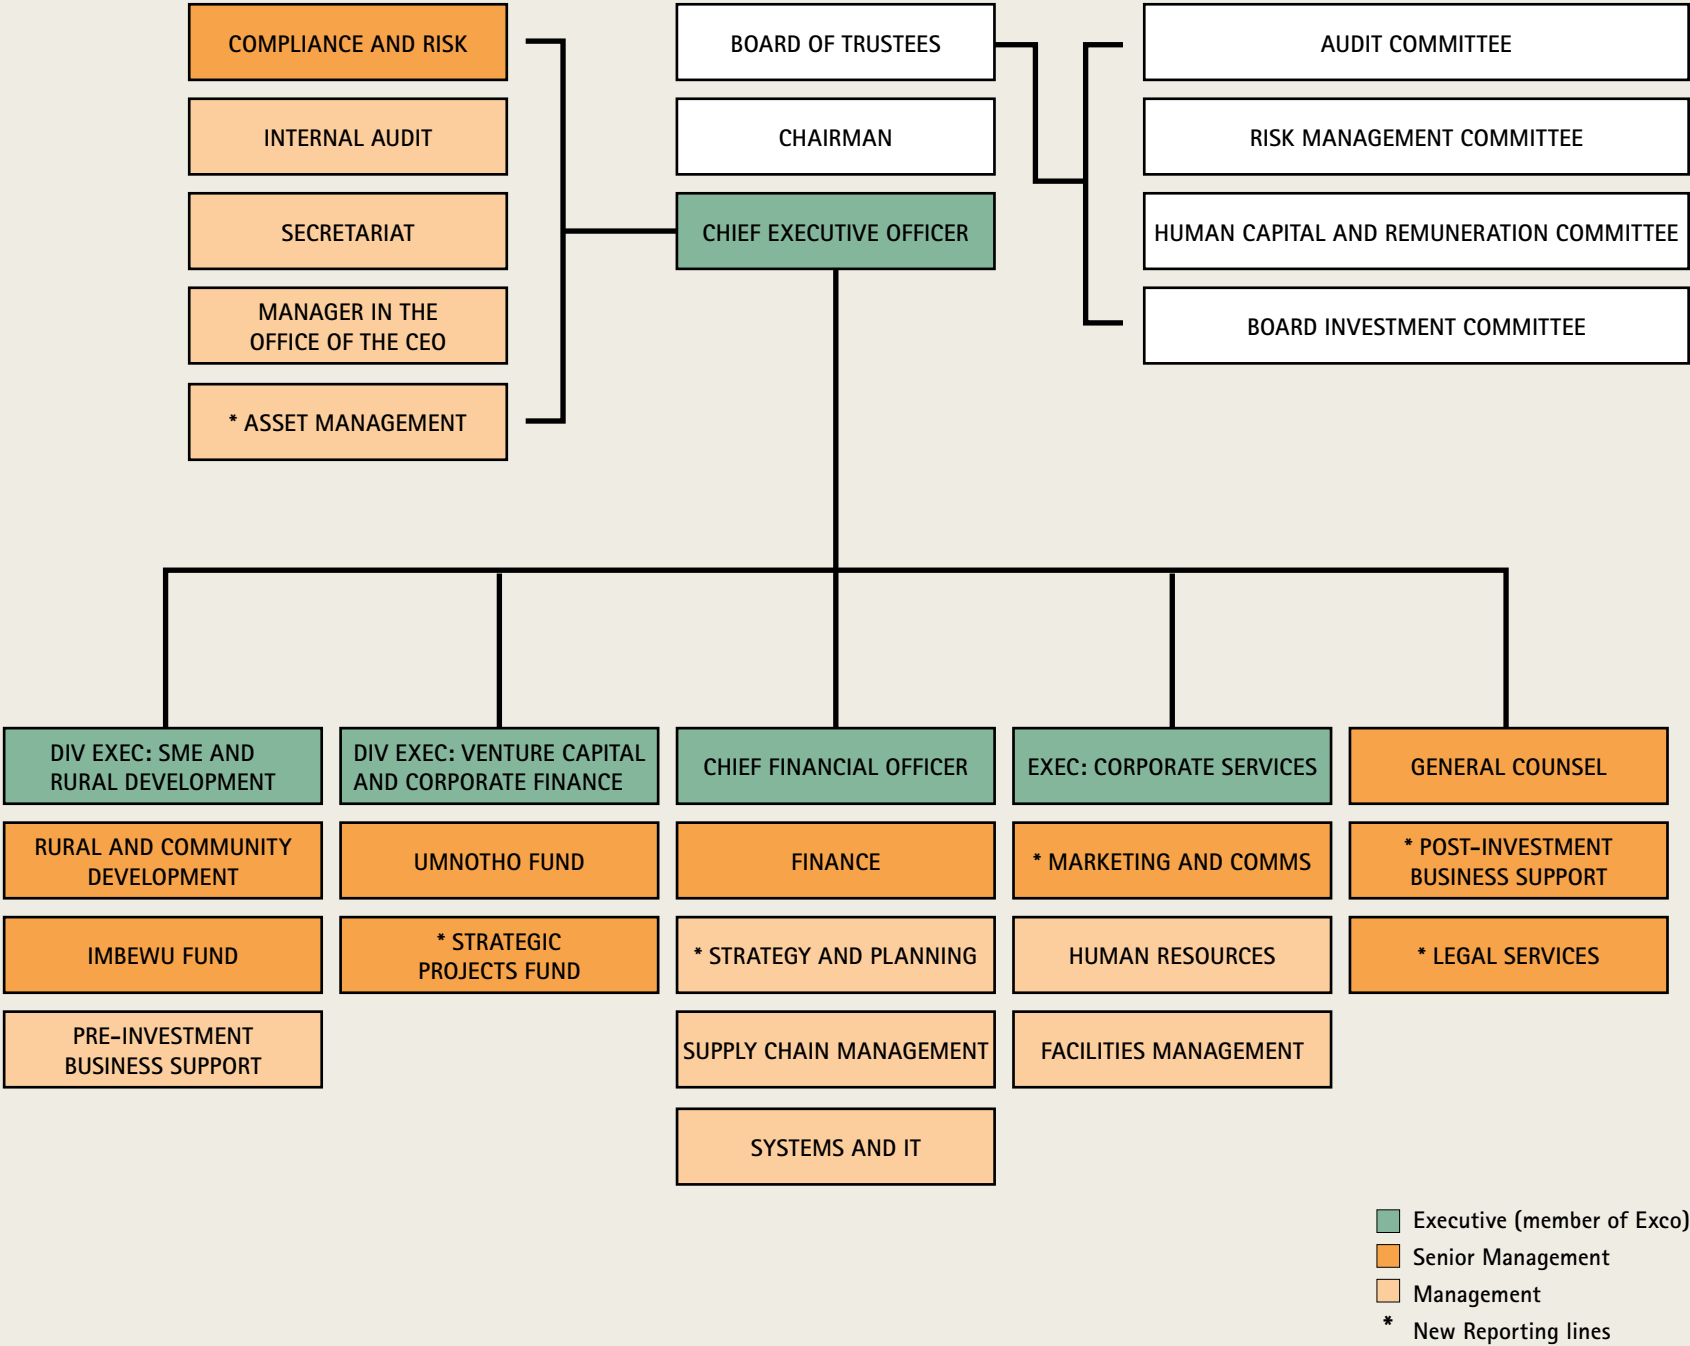 COMPLIANCE AND RISK
INTERNAL AUDIT
SECRETARIAT
MANAGER IN THE
OFFICE OF THE CEO
* ASSET MANAGEMENT
BOARD OF TRUSTEES
CHAIRMAN
CHIEF EXECUTIVE OFFICER
AUDIT COMMITTEE
RISK MANAGEMENT COMMITTEE
HUMAN CAPITAL AND REMUNERATION COMMITTEE
BOARD INVESTMENT COMMITTEE
DIV EXEC: SME AND
RURAL DEVELOPMENT
RURAL AND COMMUNITY
DEVELOPMENT
IMBEWU FUND
PRE-INVESTMENT
BUSINESS SUPPORT
DIV EXEC: VENTURE CAPITAL
AND CORPORATE FINANCE
UMNOTHO FUND
* STRATEGIC
PROJECTS FUND
CHIEF FINANCIAL OFFICER
FINANCE
* STRATEGY AND PLANNING
SUPPLY CHAIN MANAGEMENT
SYSTEMS AND IT
EXEC: CORPORATE SERVICES
* MARKETING AND COMMS
HUMAN RESOURCES
FACILITIES MANAGEMENT
GENERAL COUNSEL
* POST-INVESTMENT
BUSINESS SUPPORT
* LEGAL SERVICES
Executive (member of Exco)
Senior Management
Management
* New Reporting lines